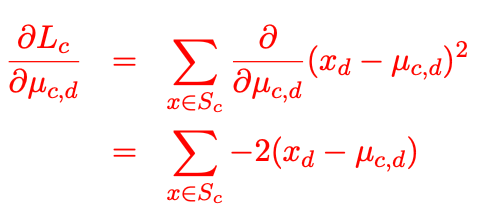 ∂L_c/∂μ_{c,d} = ∑_{x∈S_c} ∂/∂μ_{c,d} (x_d − μ_{c,d})²
= ∑_{x∈S_c} −2(x_d − μ_{c,d})